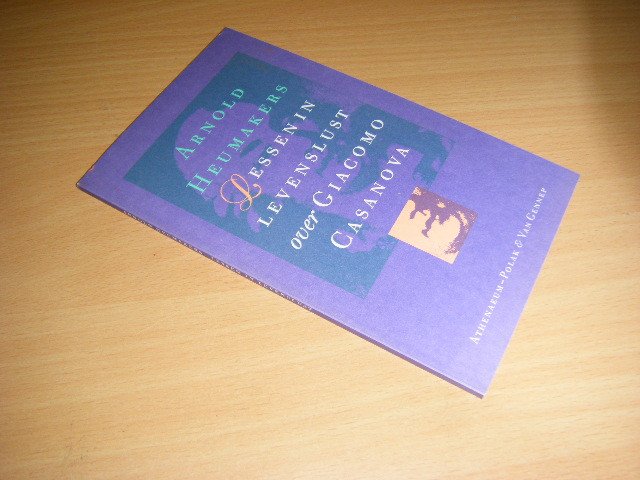 ARNOLD
HEUMAKERS
LESSEN IN
LEVENSLUST
over GIACOMO
CASANOVA
ATHENAEUM–POLAK & VAN GENNEP